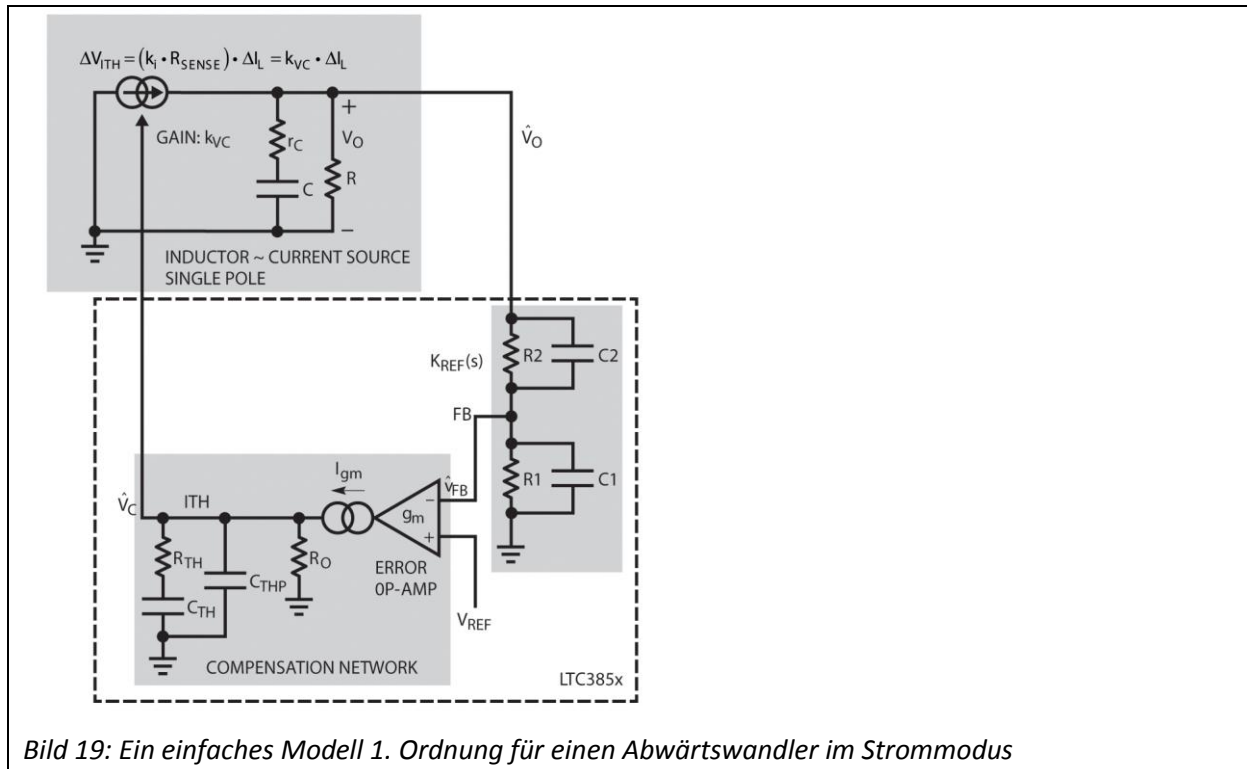 ΔV_ITH = (k_i • R_SENSE) • ΔI_L = k_VC • ΔI_L
GAIN: k_VC
r_C
C
+
V_O
R
−
V̂_O
INDUCTOR ~ CURRENT SOURCE
SINGLE POLE
K_REF(s)
R2
C2
FB
R1
C1
V̂_C
ITH
I_gm
g_m
−
+
v̂_FB
R_TH
C_TH
C_THP
R_O
ERROR
0P-AMP
V_REF
COMPENSATION NETWORK
LTC385x
Bild 19: Ein einfaches Modell 1. Ordnung für einen Abwärtswandler im Strommodus